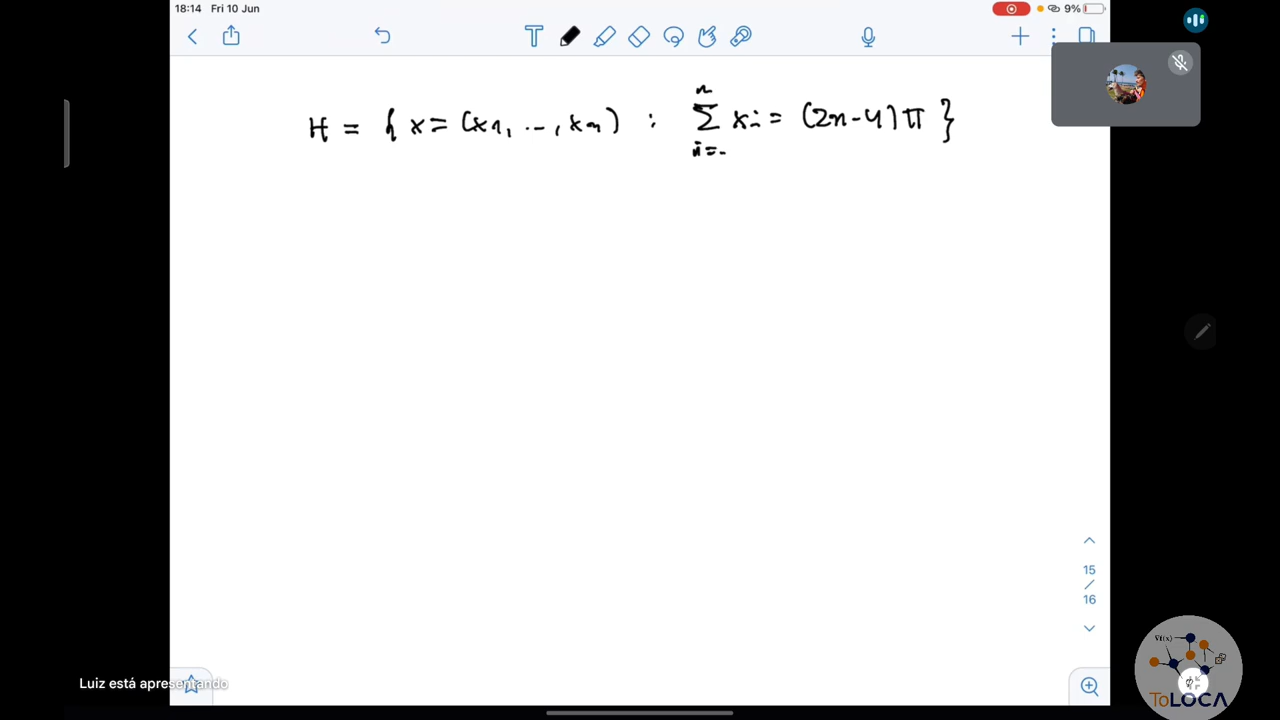 18:14 Fri 10 Jun 9%
T
H = { x = (x1, ..., xn) : n∑i=- xi = (2n-4)π }
15
/
16
Luiz está apresentando
∇f(x)
ToLOCA